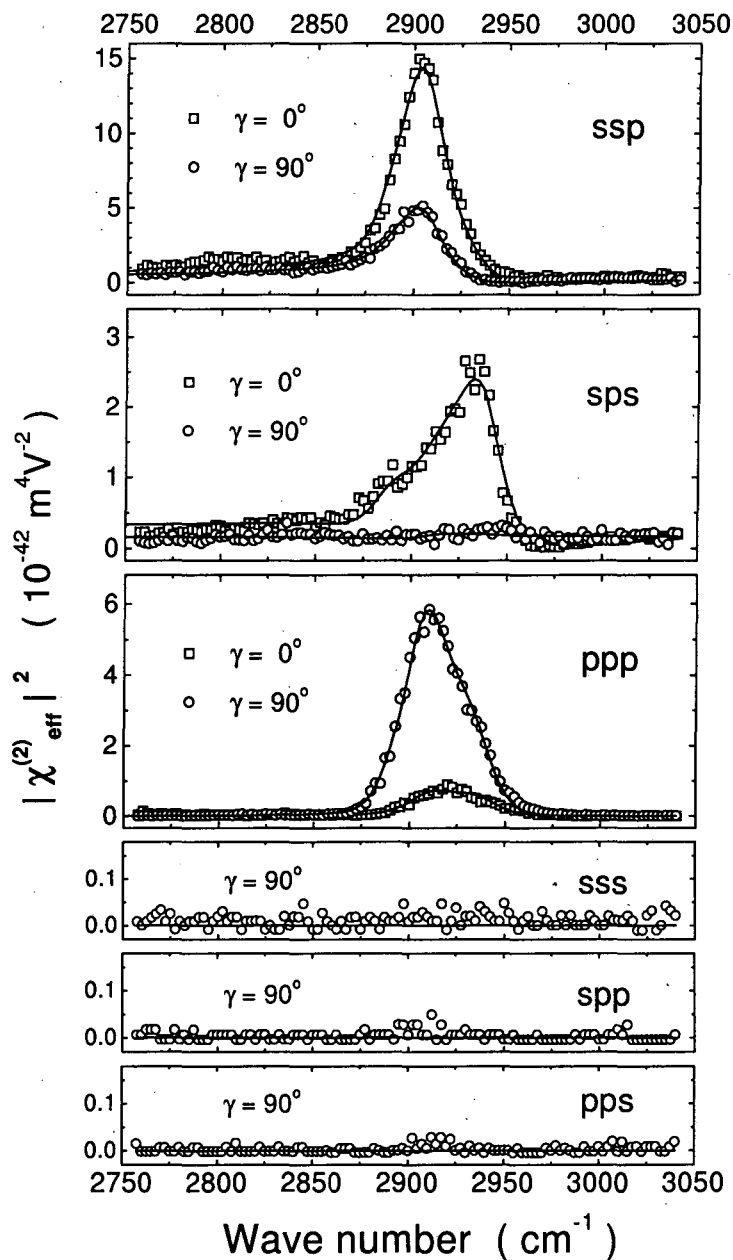 2750 2800 2850 2900 2950 3000 3050
15
10
5
0
γ = 0°
γ = 90°
ssp
3
2
1
0
γ = 0°
γ = 90°
sps
6
4
2
0
γ = 0°
γ = 90°
ppp
0.1
0.0
γ = 90°
sss
0.1
0.0
γ = 90°
spp
0.1
0.0
γ = 90°
pps
2750 2800 2850 2900 2950 3000 3050
| χ⁽²⁾eff | ² ( 10⁻⁴² m⁴V⁻² )
Wave number ( cm⁻¹ )